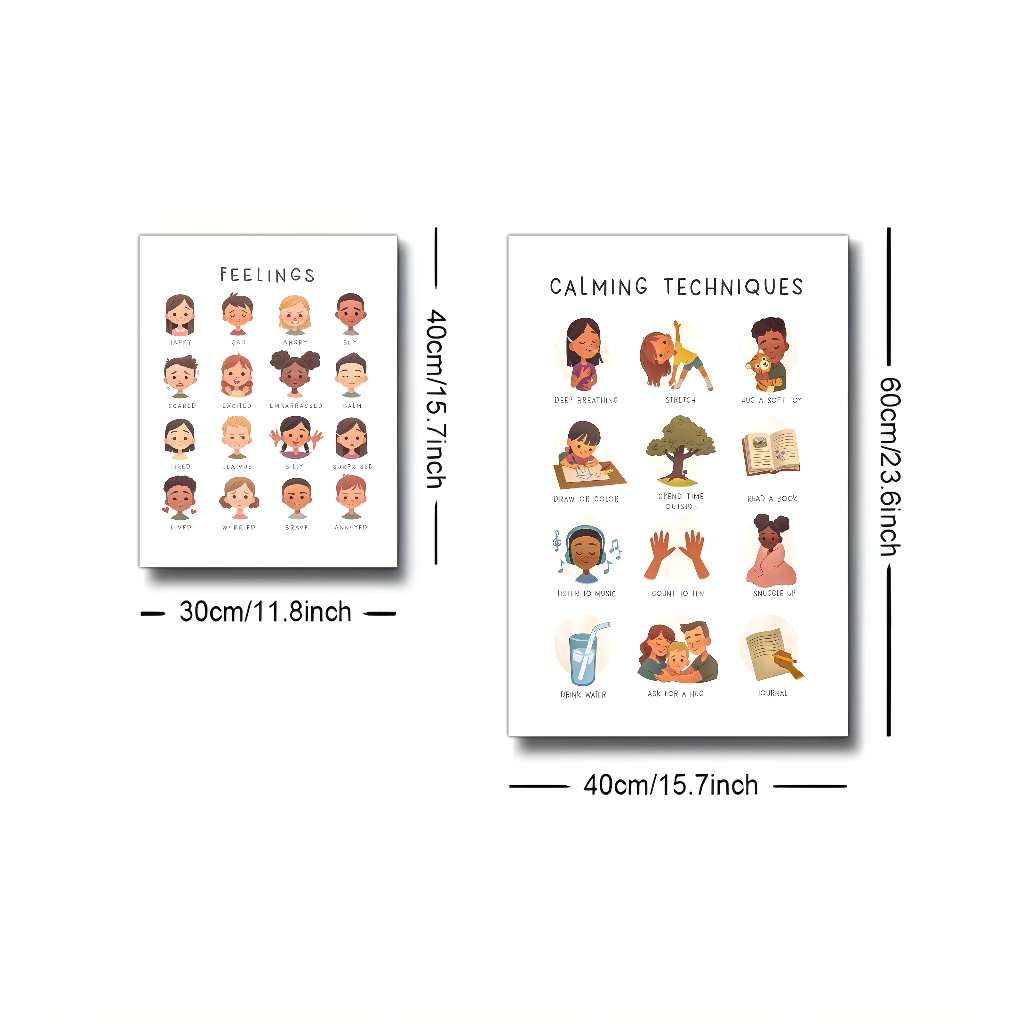 FEELINGS
HAPPY SAD ANGRY SHY
SCARED EXCITED EMBARRASSED CALM
TIRED JEALOUS SILLY SURPRISED
LOVED WORRIED BRAVE ANNOYED
40cm/15.7inch
30cm/11.8inch
CALMING TECHNIQUES
DEEP BREATHING STRETCH HUG A SOFT TOY
DRAW OR COLOR SPEND TIME OUTSIDE READ A BOOK
LISTEN TO MUSIC COUNT TO TEN SNUGGLE UP
DRINK WATER ASK FOR A HUG JOURNAL
60cm/23.6inch
40cm/15.7inch